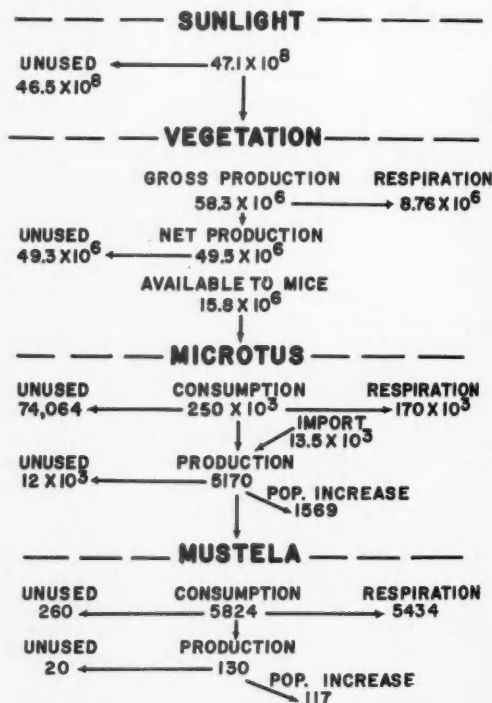 SUNLIGHT
UNUSED 47.1 X 10⁸
46.5 X 10⁸
VEGETATION
GROSS PRODUCTION RESPIRATION
58.3 X 10⁶ 8.76 X 10⁶
UNUSED NET PRODUCTION
49.3 X 10⁶ 49.5 X 10⁶
AVAILABLE TO MICE
15.8 X 10⁶
MICROTUS
UNUSED CONSUMPTION RESPIRATION
74,064 250 X 10³ 170 X 10³
IMPORT
13.5 X 10³
UNUSED PRODUCTION
12 X 10³ 5170
POP. INCREASE
1569
MUSTELA
UNUSED CONSUMPTION RESPIRATION
260 5824 5434
UNUSED PRODUCTION
20 130
POP. INCREASE
117